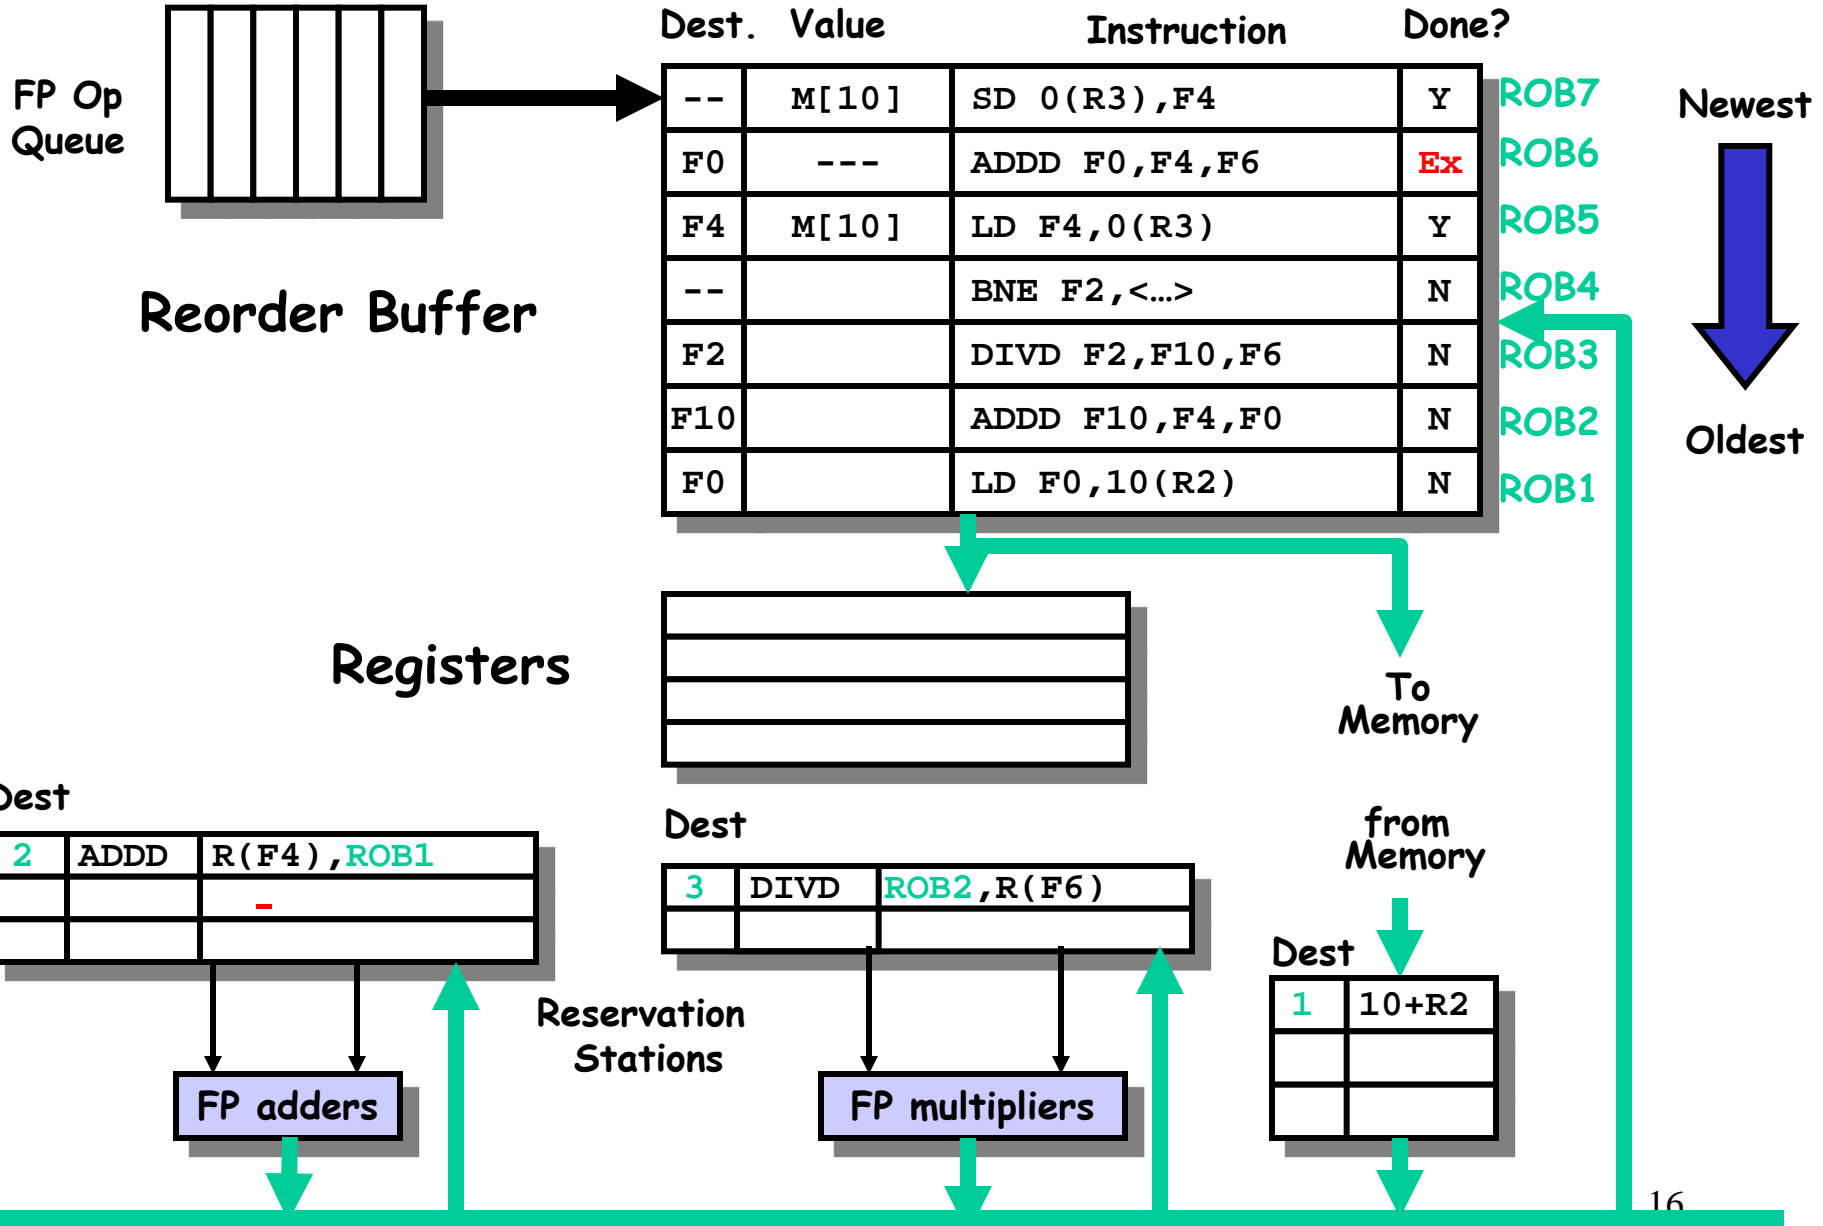 Dest. Value Instruction Done?
FP Op
Queue
-- M[10] SD 0(R3),F4 Y ROB7
Newest
F0 --- ADDD F0,F4,F6 Ex ROB6
F4 M[10] LD F4,0(R3) Y ROB5
-- BNE F2,<…> N ROB4
Reorder Buffer
F2 DIVD F2,F10,F6 N ROB3
F10 ADDD F10,F4,F0 N ROB2
Oldest
F0 LD F0,10(R2) N ROB1
Registers
To
Memory
Dest
2 ADDD R(F4),ROB1
-
Dest
3 DIVD ROB2,R(F6)
from
Memory
Dest
1 10+R2
Reservation
Stations
FP adders
FP multipliers
16